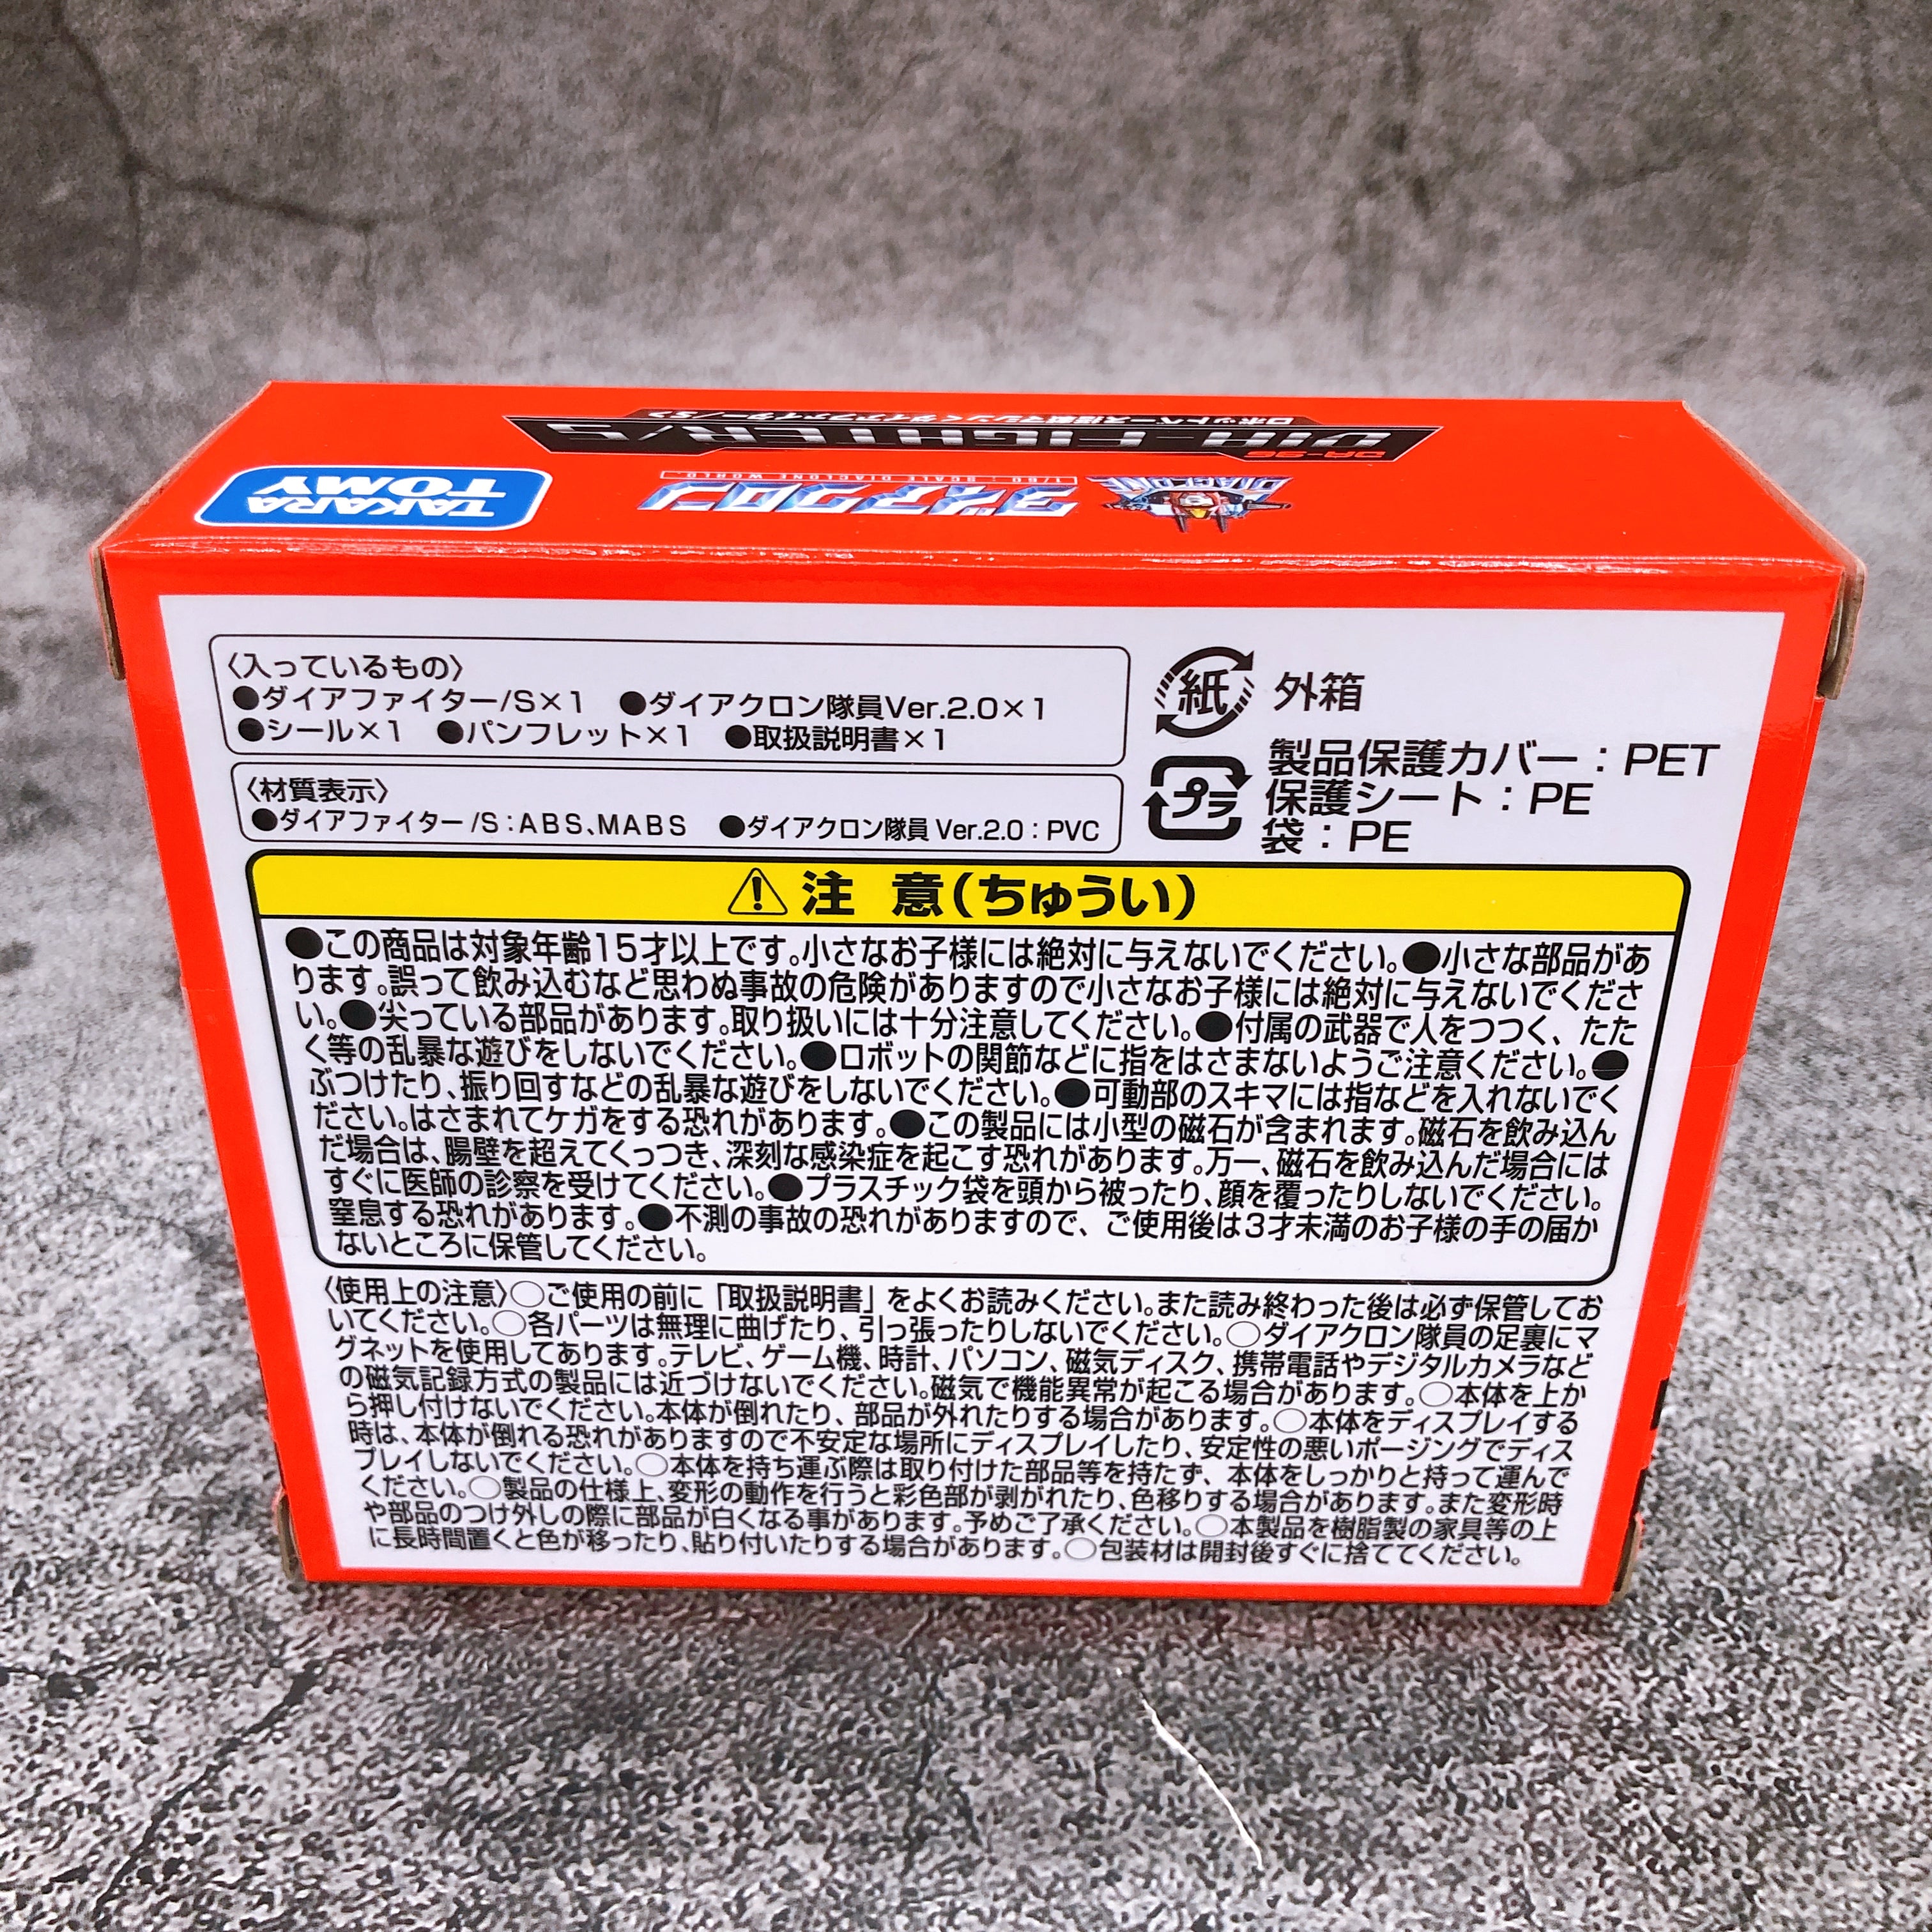 ロボットベース護衛マシン<ダイアファイター/S>
DIA-FIGHTER/S
DA-96
TAKARA
TOMY
1/60 SCALE DIACLONE WORLD
ダイアクロン
DIACLONE
〈入っているもの〉
●ダイアファイター/S×1 ●ダイアクロン隊員Ver.2.0×1
●シール×1 ●パンフレット×1 ●取扱説明書×1
〈材質表示〉
●ダイアファイター/S:ABS、MABS ●ダイアクロン隊員 Ver.2.0:PVC
紙 外箱
プラ
製品保護カバー:PET
保護シート:PE
袋:PE
注 意(ちゅうい)
●この商品は対象年齢15才以上です。小さなお子様には絶対に与えないでください。●小さな部品があ
ります。誤って飲み込むなど思わぬ事故の危険がありますので小さなお子様には絶対に与えないでくださ
い。●尖っている部品があります。取り扱いには十分注意してください。●付属の武器で人をつつく、たた
く等の乱暴な遊びをしないでください。●ロボットの関節などに指をはさまないようご注意ください。●
ぶつけたり、振り回すなどの乱暴な遊びをしないでください。●可動部のスキマには指などを入れないでく
ださい。はさまれてケガをする恐れがあります。●この製品には小型の磁石が含まれます。磁石を飲み込ん
だ場合は、腸壁を超えてくっつき、深刻な感染症を起こす恐れがあります。万一、磁石を飲み込んだ場合には
すぐに医師の診察を受けてください。●プラスチック袋を頭から被ったり、顔を覆ったりしないでください。
窒息する恐れがあります。●不測の事故の恐れがありますので、ご使用後は3才未満のお子様の手の届か
ないところに保管してください。
〈使用上の注意〉○ご使用の前に「取扱説明書」をよくお読みください。また読み終わった後は必ず保管してお
いてください。○各パーツは無理に曲げたり、引っ張ったりしないでください。○ダイアクロン隊員の足裏にマ
グネットを使用してあります。テレビ、ゲーム機、時計、パソコン、磁気ディスク、携帯電話やデジタルカメラなど
の磁気記録方式の製品には近づけないでください。磁気で機能異常が起こる場合があります。○本体を上か
ら押し付けないでください。本体が倒れたり、部品が外れたりする場合があります。○本体をディスプレイする
時は、本体が倒れる恐れがありますので不安定な場所にディスプレイしたり、安定性の悪いポージングでディス
プレイしないでください。○本体を持ち運ぶ際は取り付けた部品等を持たず、本体をしっかりと持って運んで
ください。○製品の仕様上、変形の動作を行うと彩色部が剥がれたり、色移りする場合があります。また変形時
や部品のつけ外しの際に部品が白くなる事があります。予めご了承ください。○本製品を樹脂製の家具等の上
に長時間置くと色が移ったり、貼り付いたりする場合があります。○包装材は開封後すぐに捨ててください。